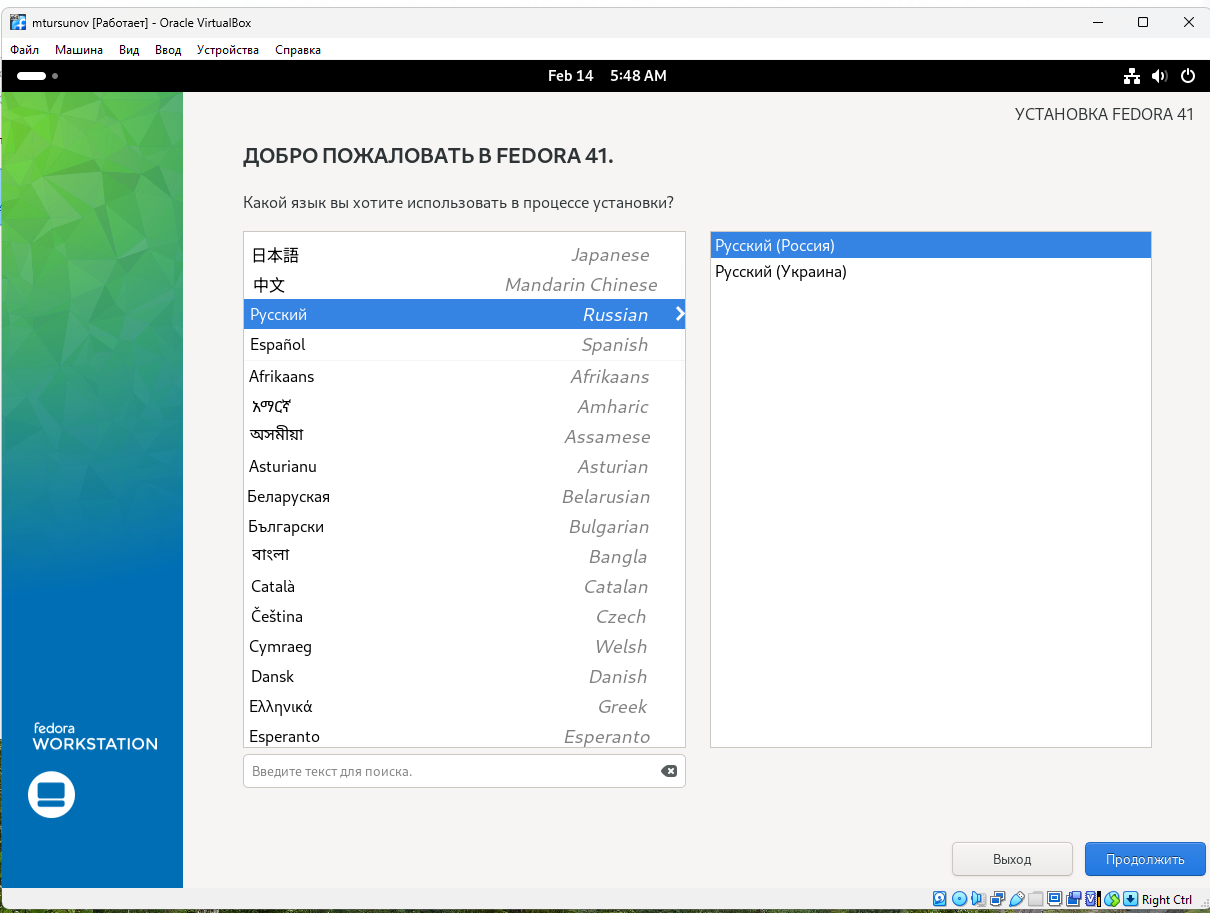 mtursunov [Работает] - Oracle VirtualBox
Файл Машина Вид Ввод Устройства Справка
Feb 14 5:48 AM
УСТАНОВКА FEDORA 41
ДОБРО ПОЖАЛОВАТЬ В FEDORA 41.
Какой язык вы хотите использовать в процессе установки?
日本語 Japanese
中文 Mandarin Chinese
Русский Russian
Español Spanish
Afrikaans Afrikaans
አማርኛ Amharic
অসমীয়া Assamese
Asturianu Asturian
Беларуская Belarusian
Български Bulgarian
বাংলা Bangla
Català Catalan
Čeština Czech
Cymraeg Welsh
Dansk Danish
Ελληνικά Greek
Esperanto Esperanto
Русский (Россия)
Русский (Украина)
Введите текст для поиска.
fedora
WORKSTATION
Выход Продолжить
Right Ctrl